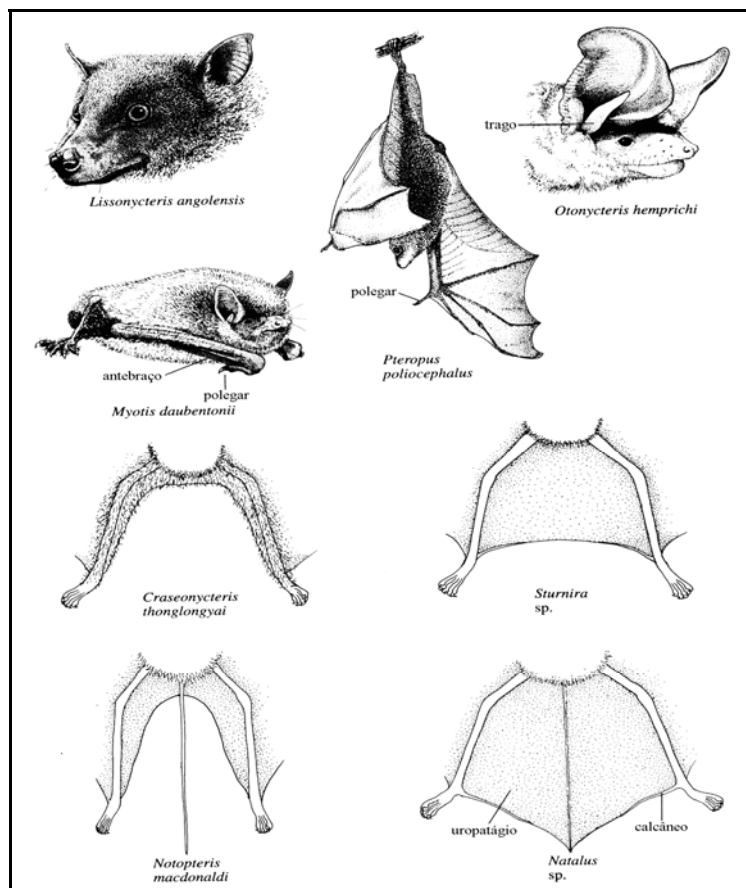 trago
Lissonycteris angolensis
Otonycteris hemprichi
polegar
Pteropus
poliocephalus
antebraço
polegar
Myotis daubentonii
Craseonycteris
thonglongyai
Sturnira
sp.
uropatágio
calcâneo
Notopteris
macdonaldi
Natalus
sp.